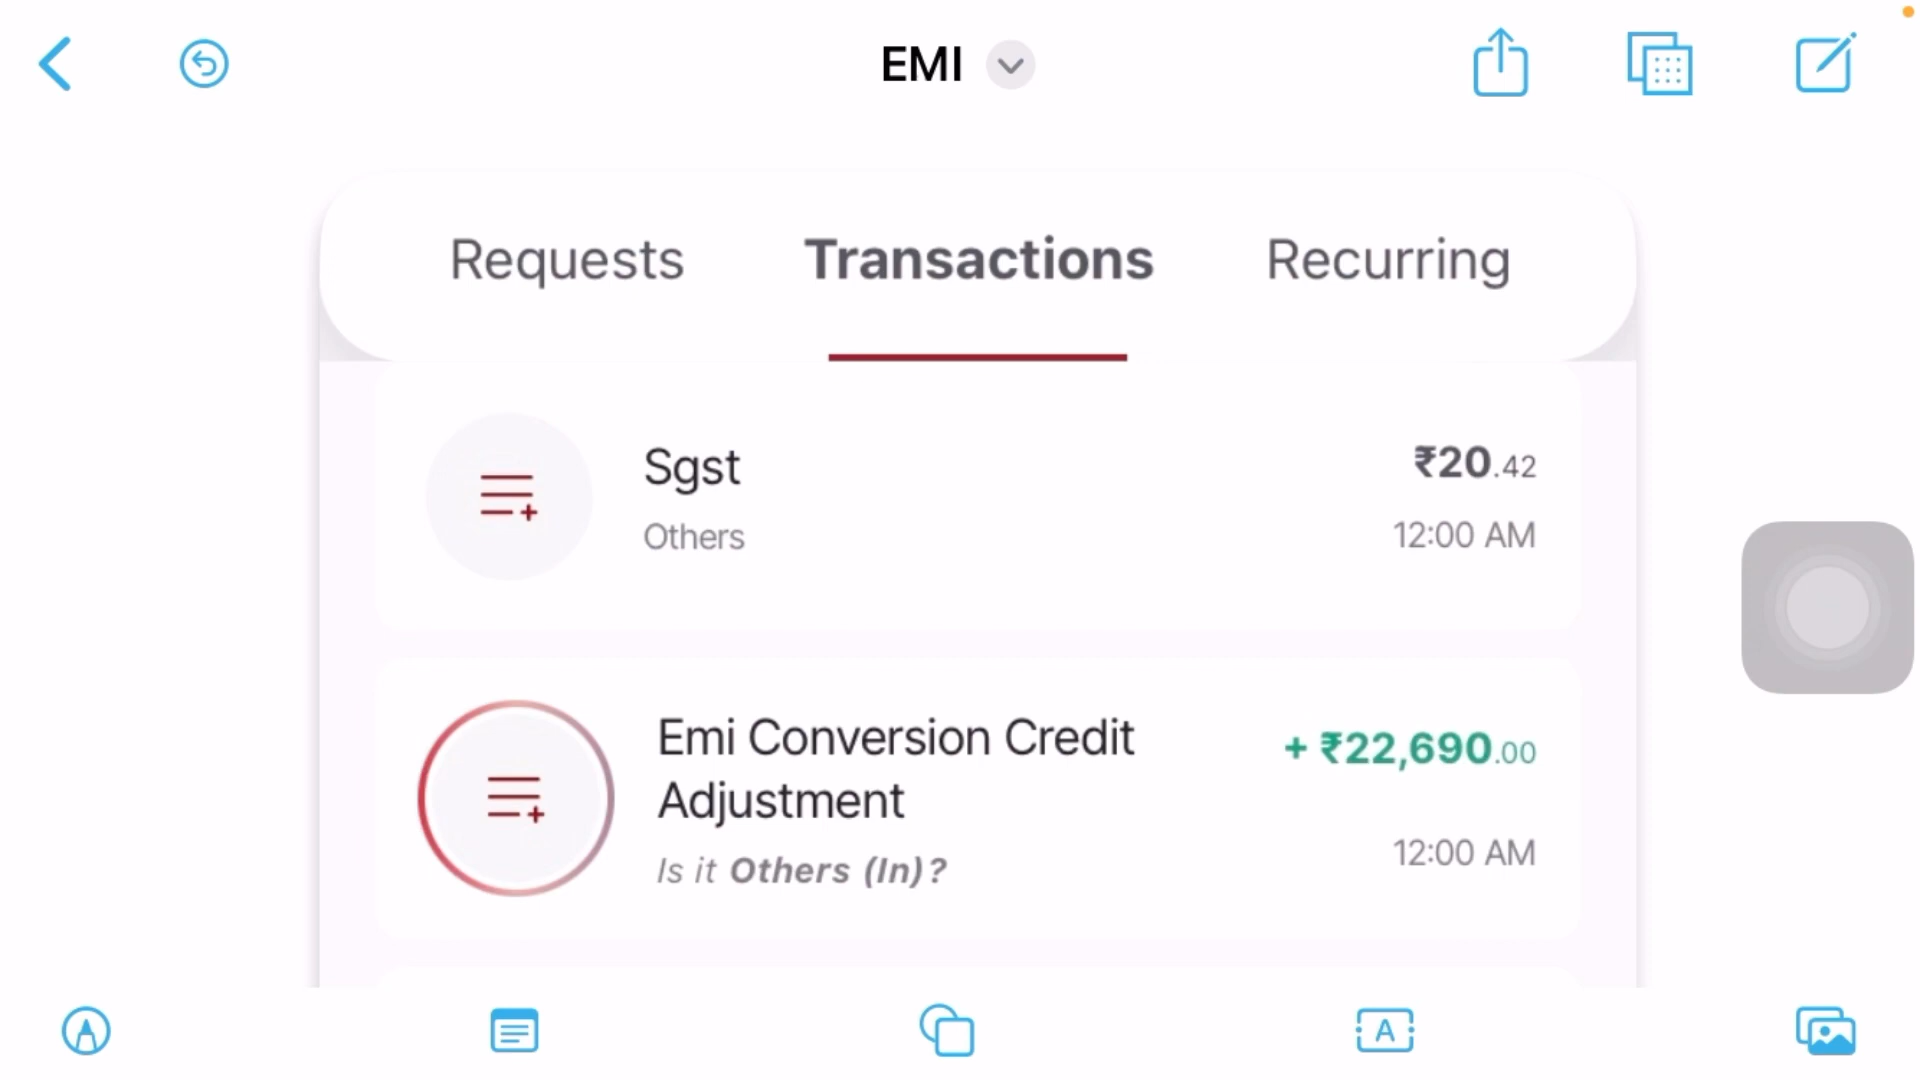 EMI
Requests Transactions Recurring
Sgst ₹20.42
Others 12:00 AM
Emi Conversion Credit + ₹22,690.00
Adjustment
Is it Others (In)? 12:00 AM
A